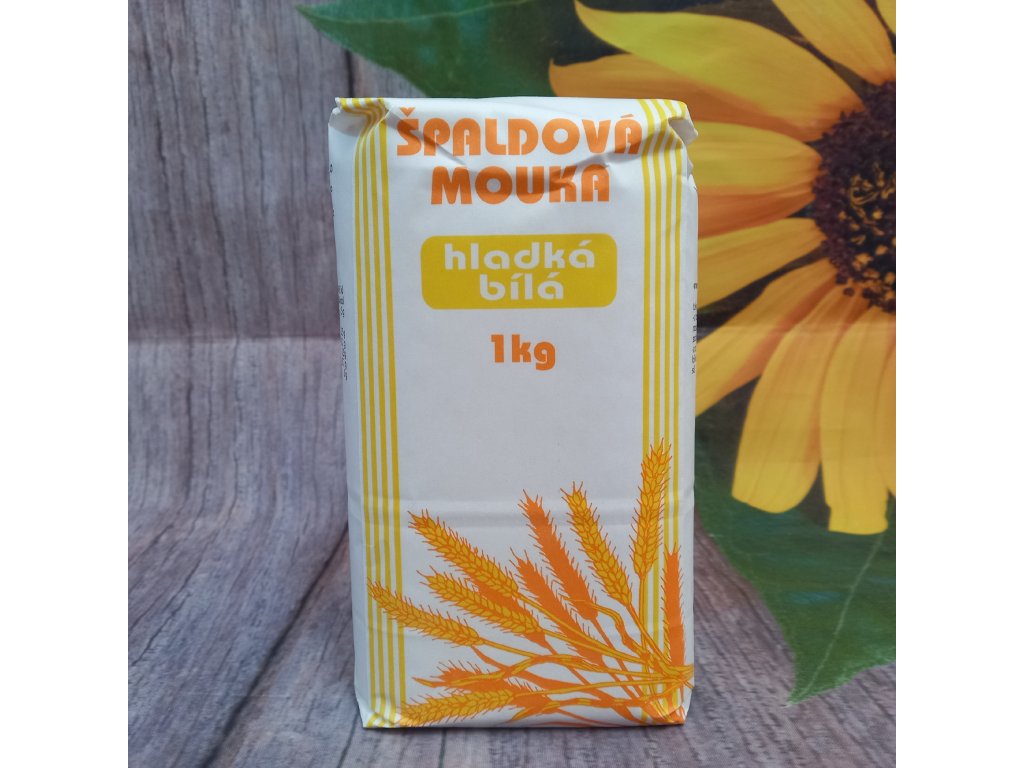 ŠPALDOVÁ
MOUKA
hladká
bílá
1kg